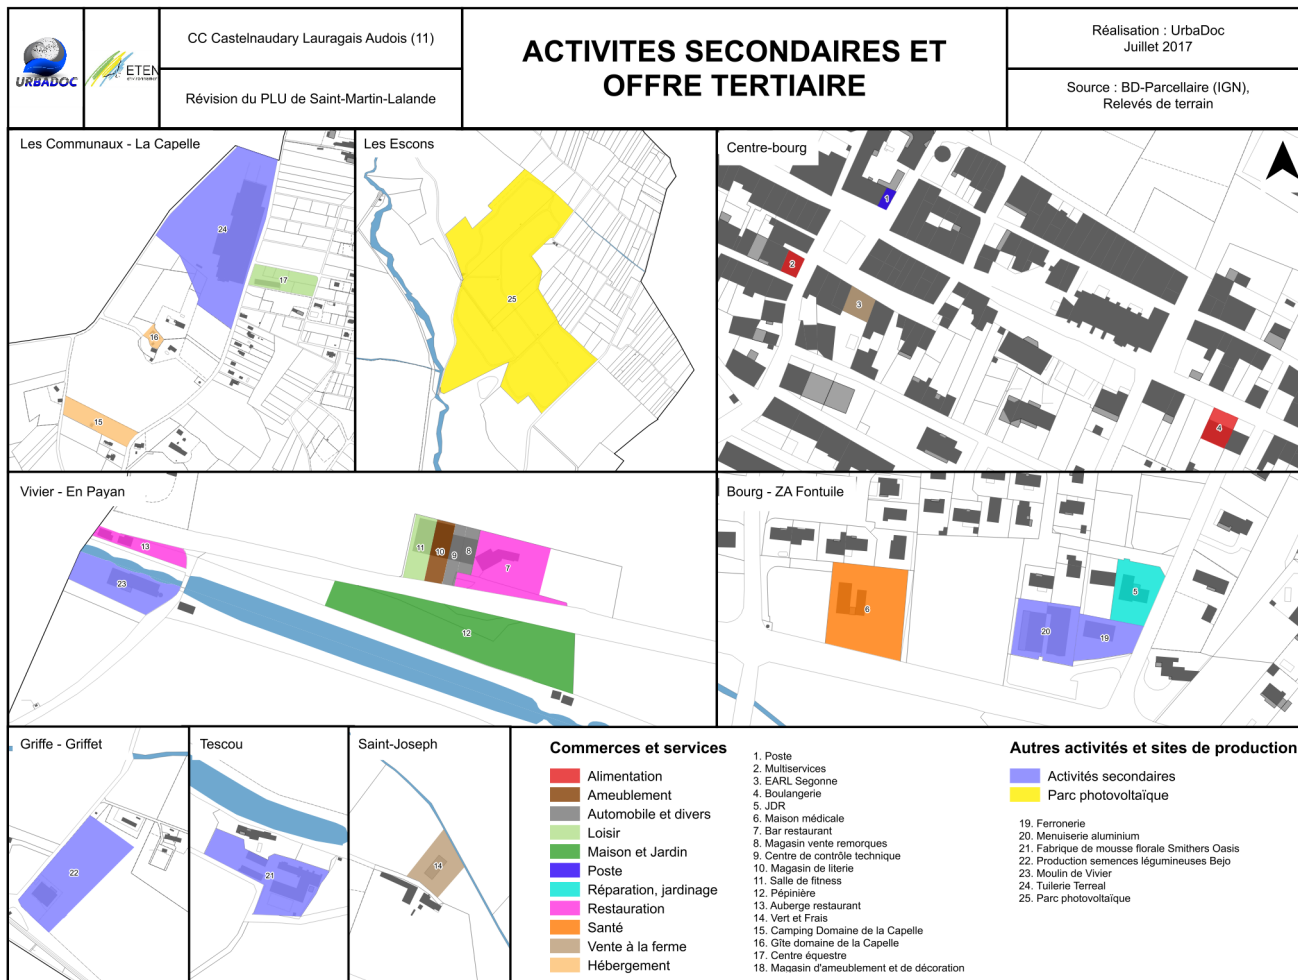 URBADOC
ETEN
environnement
CC Castelnaudary Lauragais Audois (11)
Révision du PLU de Saint-Martin-Lalande
ACTIVITES SECONDAIRES ET
OFFRE TERTIAIRE
Réalisation : UrbaDoc
Juillet 2017
Source : BD-Parcellaire (IGN),
Relevés de terrain
Les Communaux - La Capelle
24
17
16
15
Les Escons
25
Centre-bourg
1
2
3
4
Vivier - En Payan
13
23
11
10
9
8
7
12
Bourg - ZA Fontuile
6
5
20
19
Griffe - Griffet
22
Tescou
21
Saint-Joseph
14
Commerces et services
Alimentation
Ameublement
Automobile et divers
Loisir
Maison et Jardin
Poste
Réparation, jardinage
Restauration
Santé
Vente à la ferme
Hébergement
1. Poste
2. Multiservices
3. EARL Segonne
4. Boulangerie
5. JDR
6. Maison médicale
7. Bar restaurant
8. Magasin vente remorques
9. Centre de contrôle technique
10. Magasin de literie
11. Salle de fitness
12. Pépinière
13. Auberge restaurant
14. Vert et Frais
15. Camping Domaine de la Capelle
16. Gîte domaine de la Capelle
17. Centre équestre
18. Magasin d'ameublement et de décoration
Autres activités et sites de production
Activités secondaires
Parc photovoltaïque
19. Ferronerie
20. Menuiserie aluminium
21. Fabrique de mousse florale Smithers Oasis
22. Production semences légumineuses Bejo
23. Moulin de Vivier
24. Tuilerie Terreal
25. Parc photovoltaïque